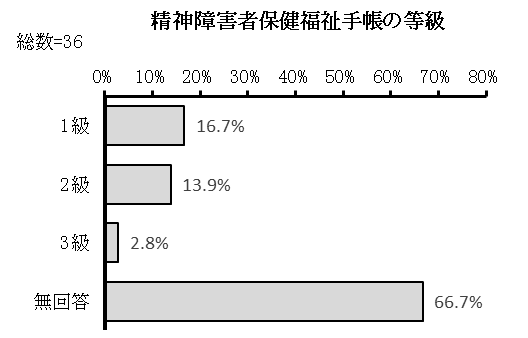 精神障害者保健福祉手帳の等級
総数=36
0% 10% 20% 30% 40% 50% 60% 70% 80%
1級 16.7%
2級 13.9%
3級 2.8%
無回答 66.7%